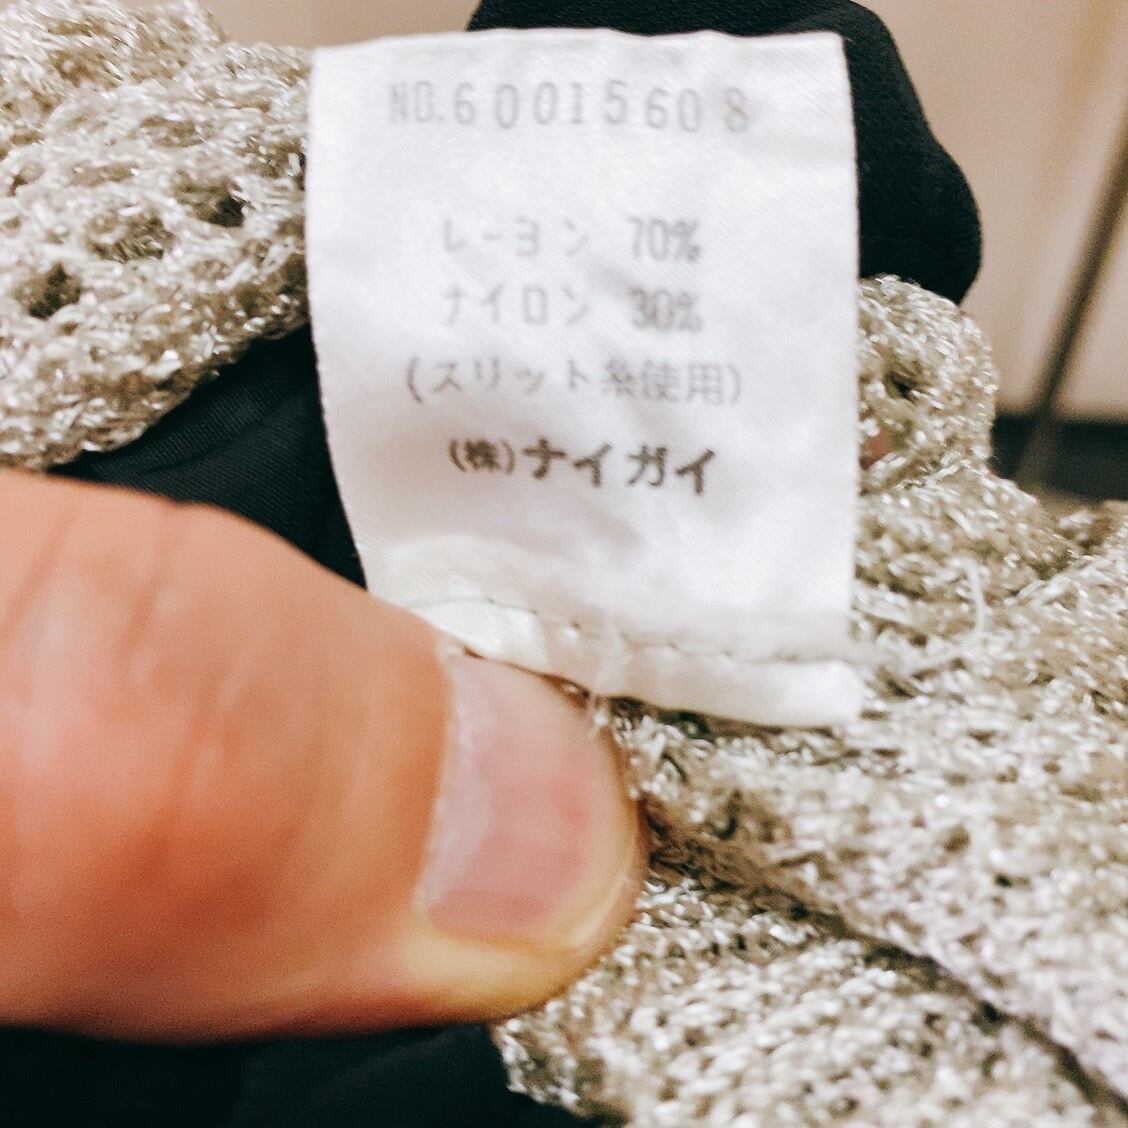 NO.60015608
レーヨン 70%
ナイロン 30%
(スリット糸使用)
(株)ナイガイ